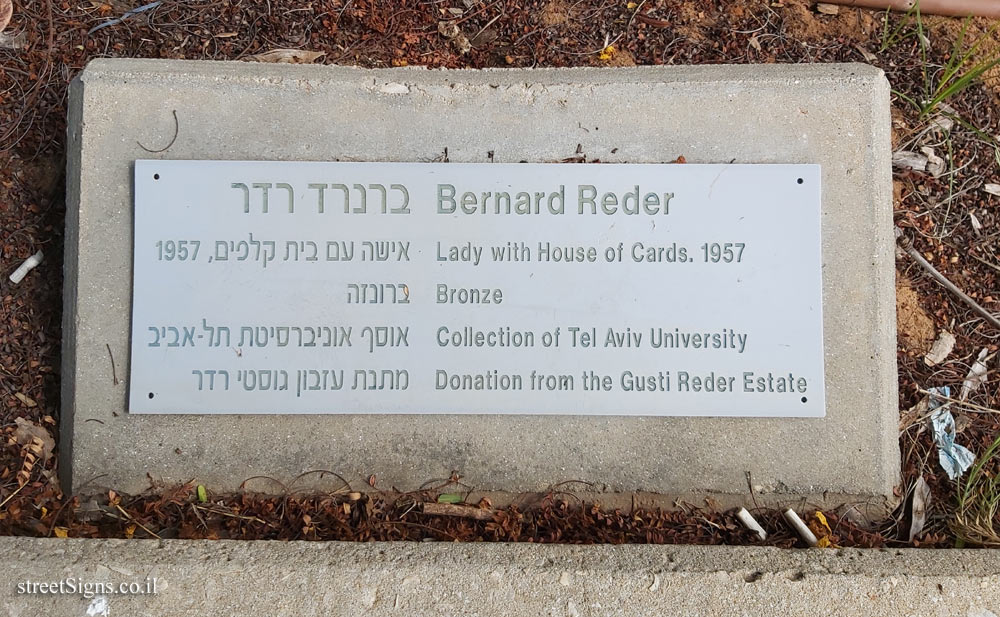 ברנרד רדר Bernard Reder
אישה עם בית קלפים, 1957 Lady with House of Cards. 1957
ברונזה Bronze
אוסף אוניברסיטת תל-אביב Collection of Tel Aviv University
מתנת עזבון גוסטי רדר Donation from the Gusti Reder Estate
streetSigns.co.il